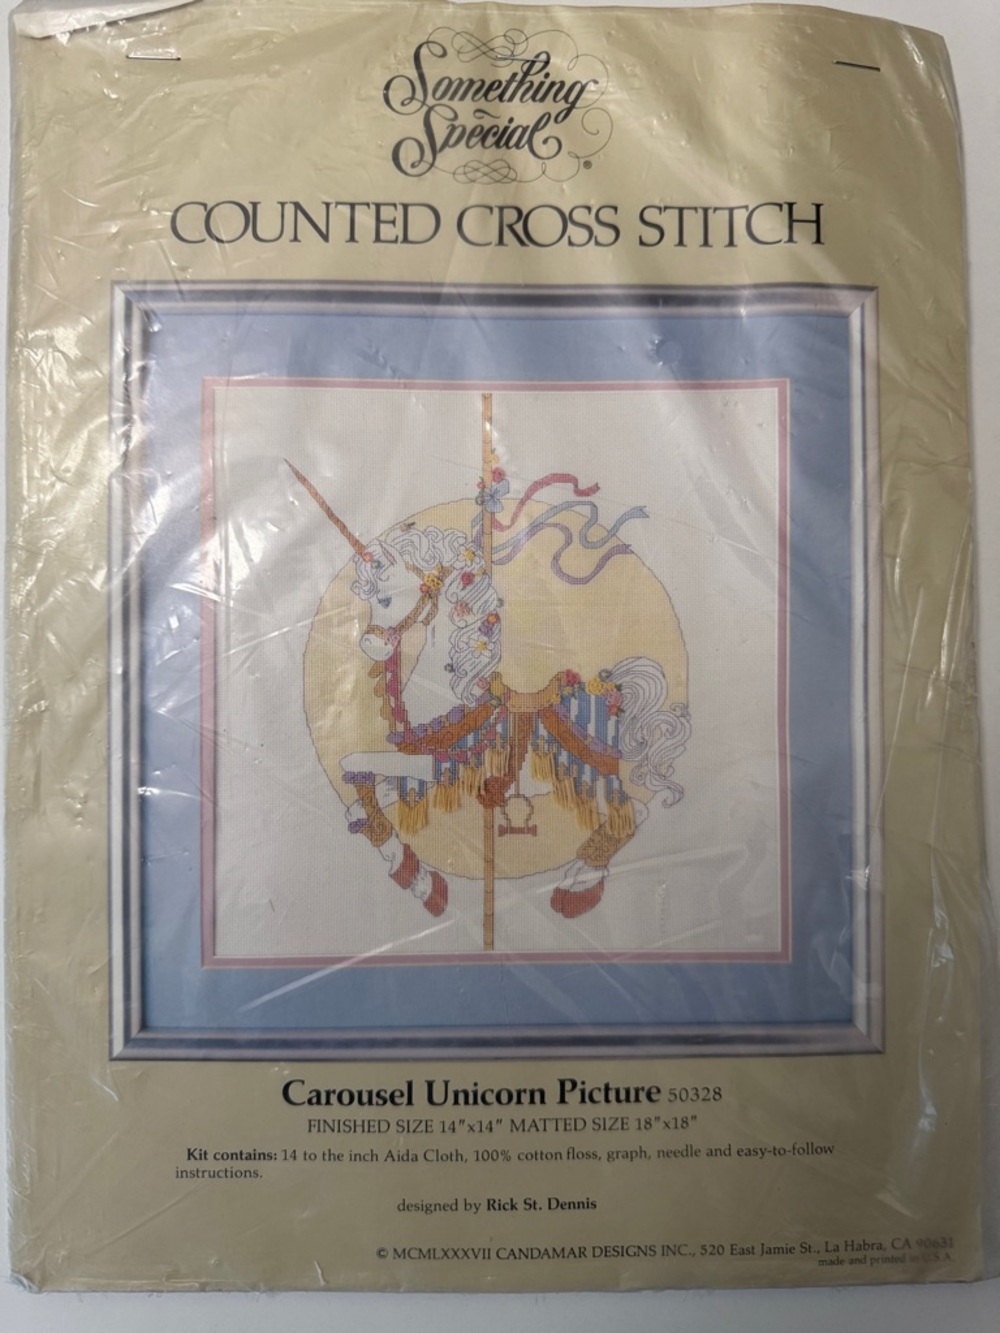 Something
Special®
COUNTED CROSS STITCH
Carousel Unicorn Picture 50328
FINISHED SIZE 14"x14" MATTED SIZE 18"x18"
Kit contains: 14 to the inch Aida Cloth, 100% cotton floss, graph, needle and easy-to-follow
instructions.
designed by Rick St. Dennis
© MCMLXXXVII CANDAMAR DESIGNS INC., 520 East Jamie St., La Habra, CA 90631
made and printed in U.S.A.